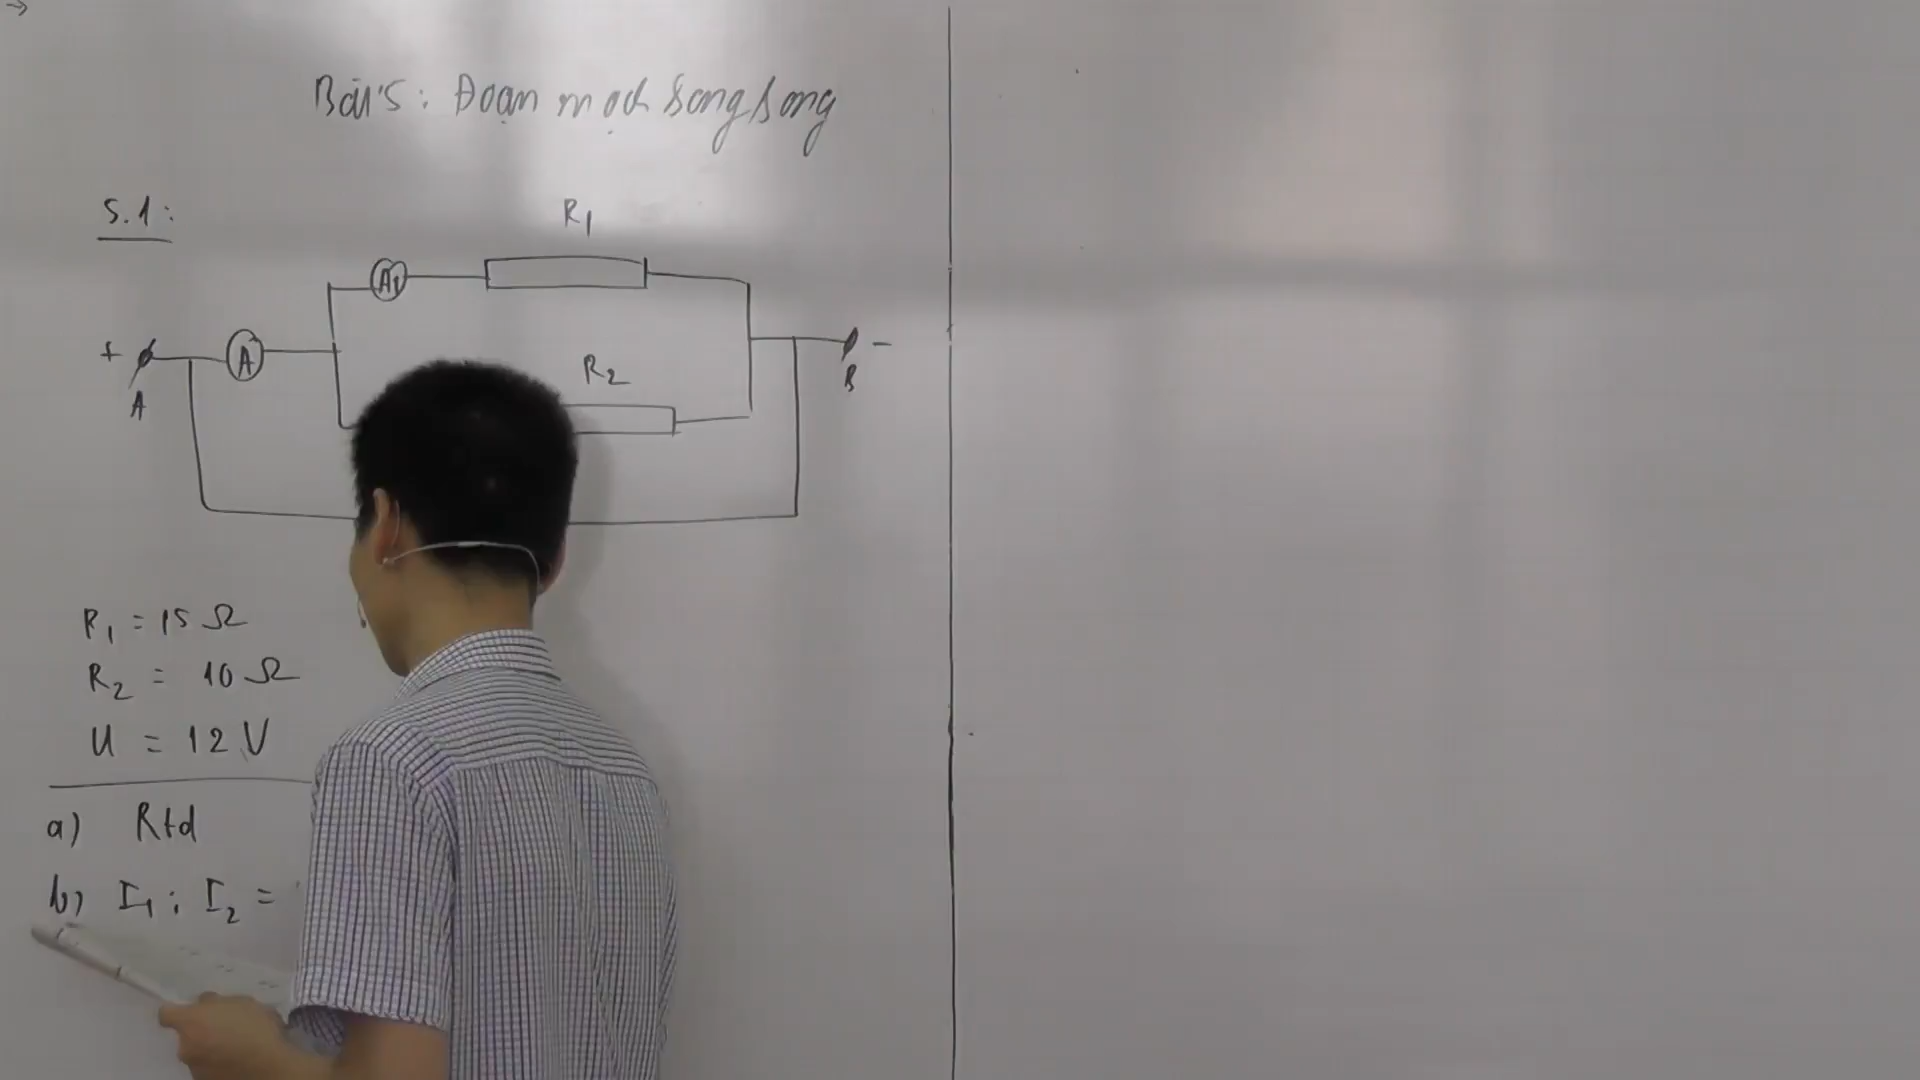 Bài 5: Đoạn mạch song song
5.1:
R1
A1
+ A - 
R2
A B
R1 = 15 Ω
R2 = 10 Ω
U = 12 V
a) Rtđ
b) I1; I2 =